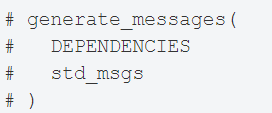 # generate_messages(
#   DEPENDENCIES
#   std_msgs
# )